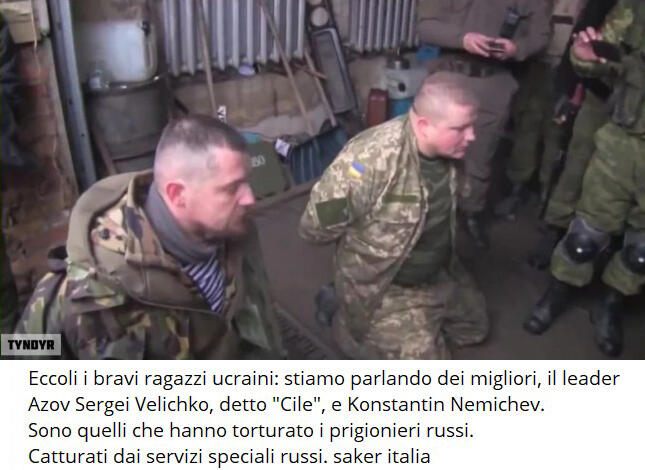 TYNDYR
Eccoli i bravi ragazzi ucraini: stiamo parlando dei migliori, il leader
Azov Sergei Velichko, detto "Cile", e Konstantin Nemichev.
Sono quelli che hanno torturato i prigionieri russi.
Catturati dai servizi speciali russi. saker italia